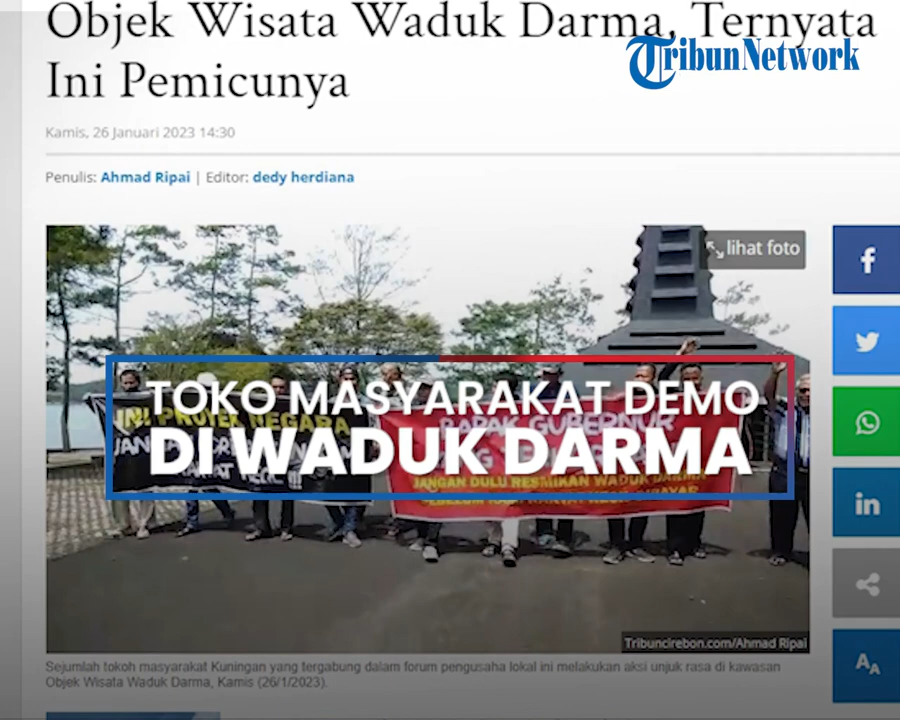 Objek Wisata Waduk Darma, Ternyata
Ini Pemicunya
TribunNetwork
Kamis, 26 Januari 2023 14:30
Penulis: Ahmad Ripai | Editor: dedy herdiana
lihat foto
TOKO MASYARAKAT DEMO
DI WADUK DARMA
INI PROYEK NEGARA
BAPAK GUBERNUR
JANGAN DULU RESMIKAN WADUK DARMA
Tribuncirebon.com/Ahmad Ripai
Sejumlah tokoh masyarakat Kuningan yang tergabung dalam forum pengusaha lokal ini melakukan aksi unjuk rasa di kawasan
Objek Wisata Waduk Darma, Kamis (26/1/2023).
AA